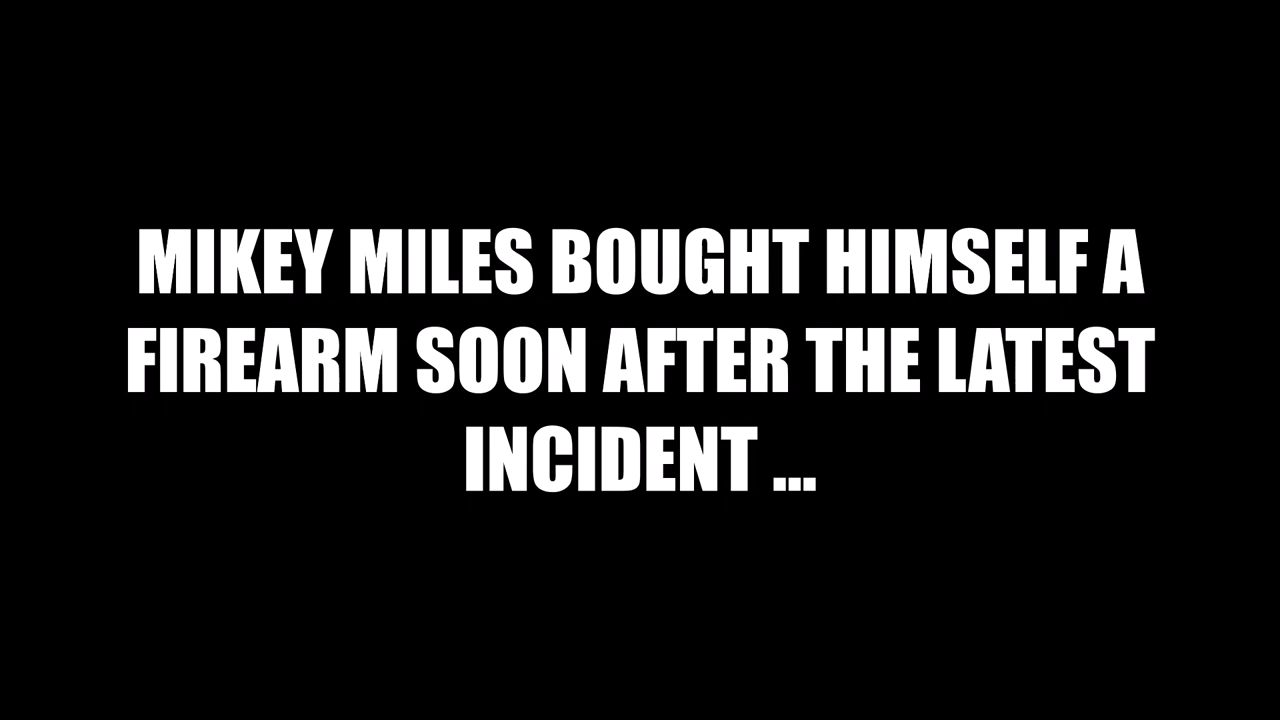 MIKEY MILES BOUGHT HIMSELF A
FIREARM SOON AFTER THE LATEST
INCIDENT ...